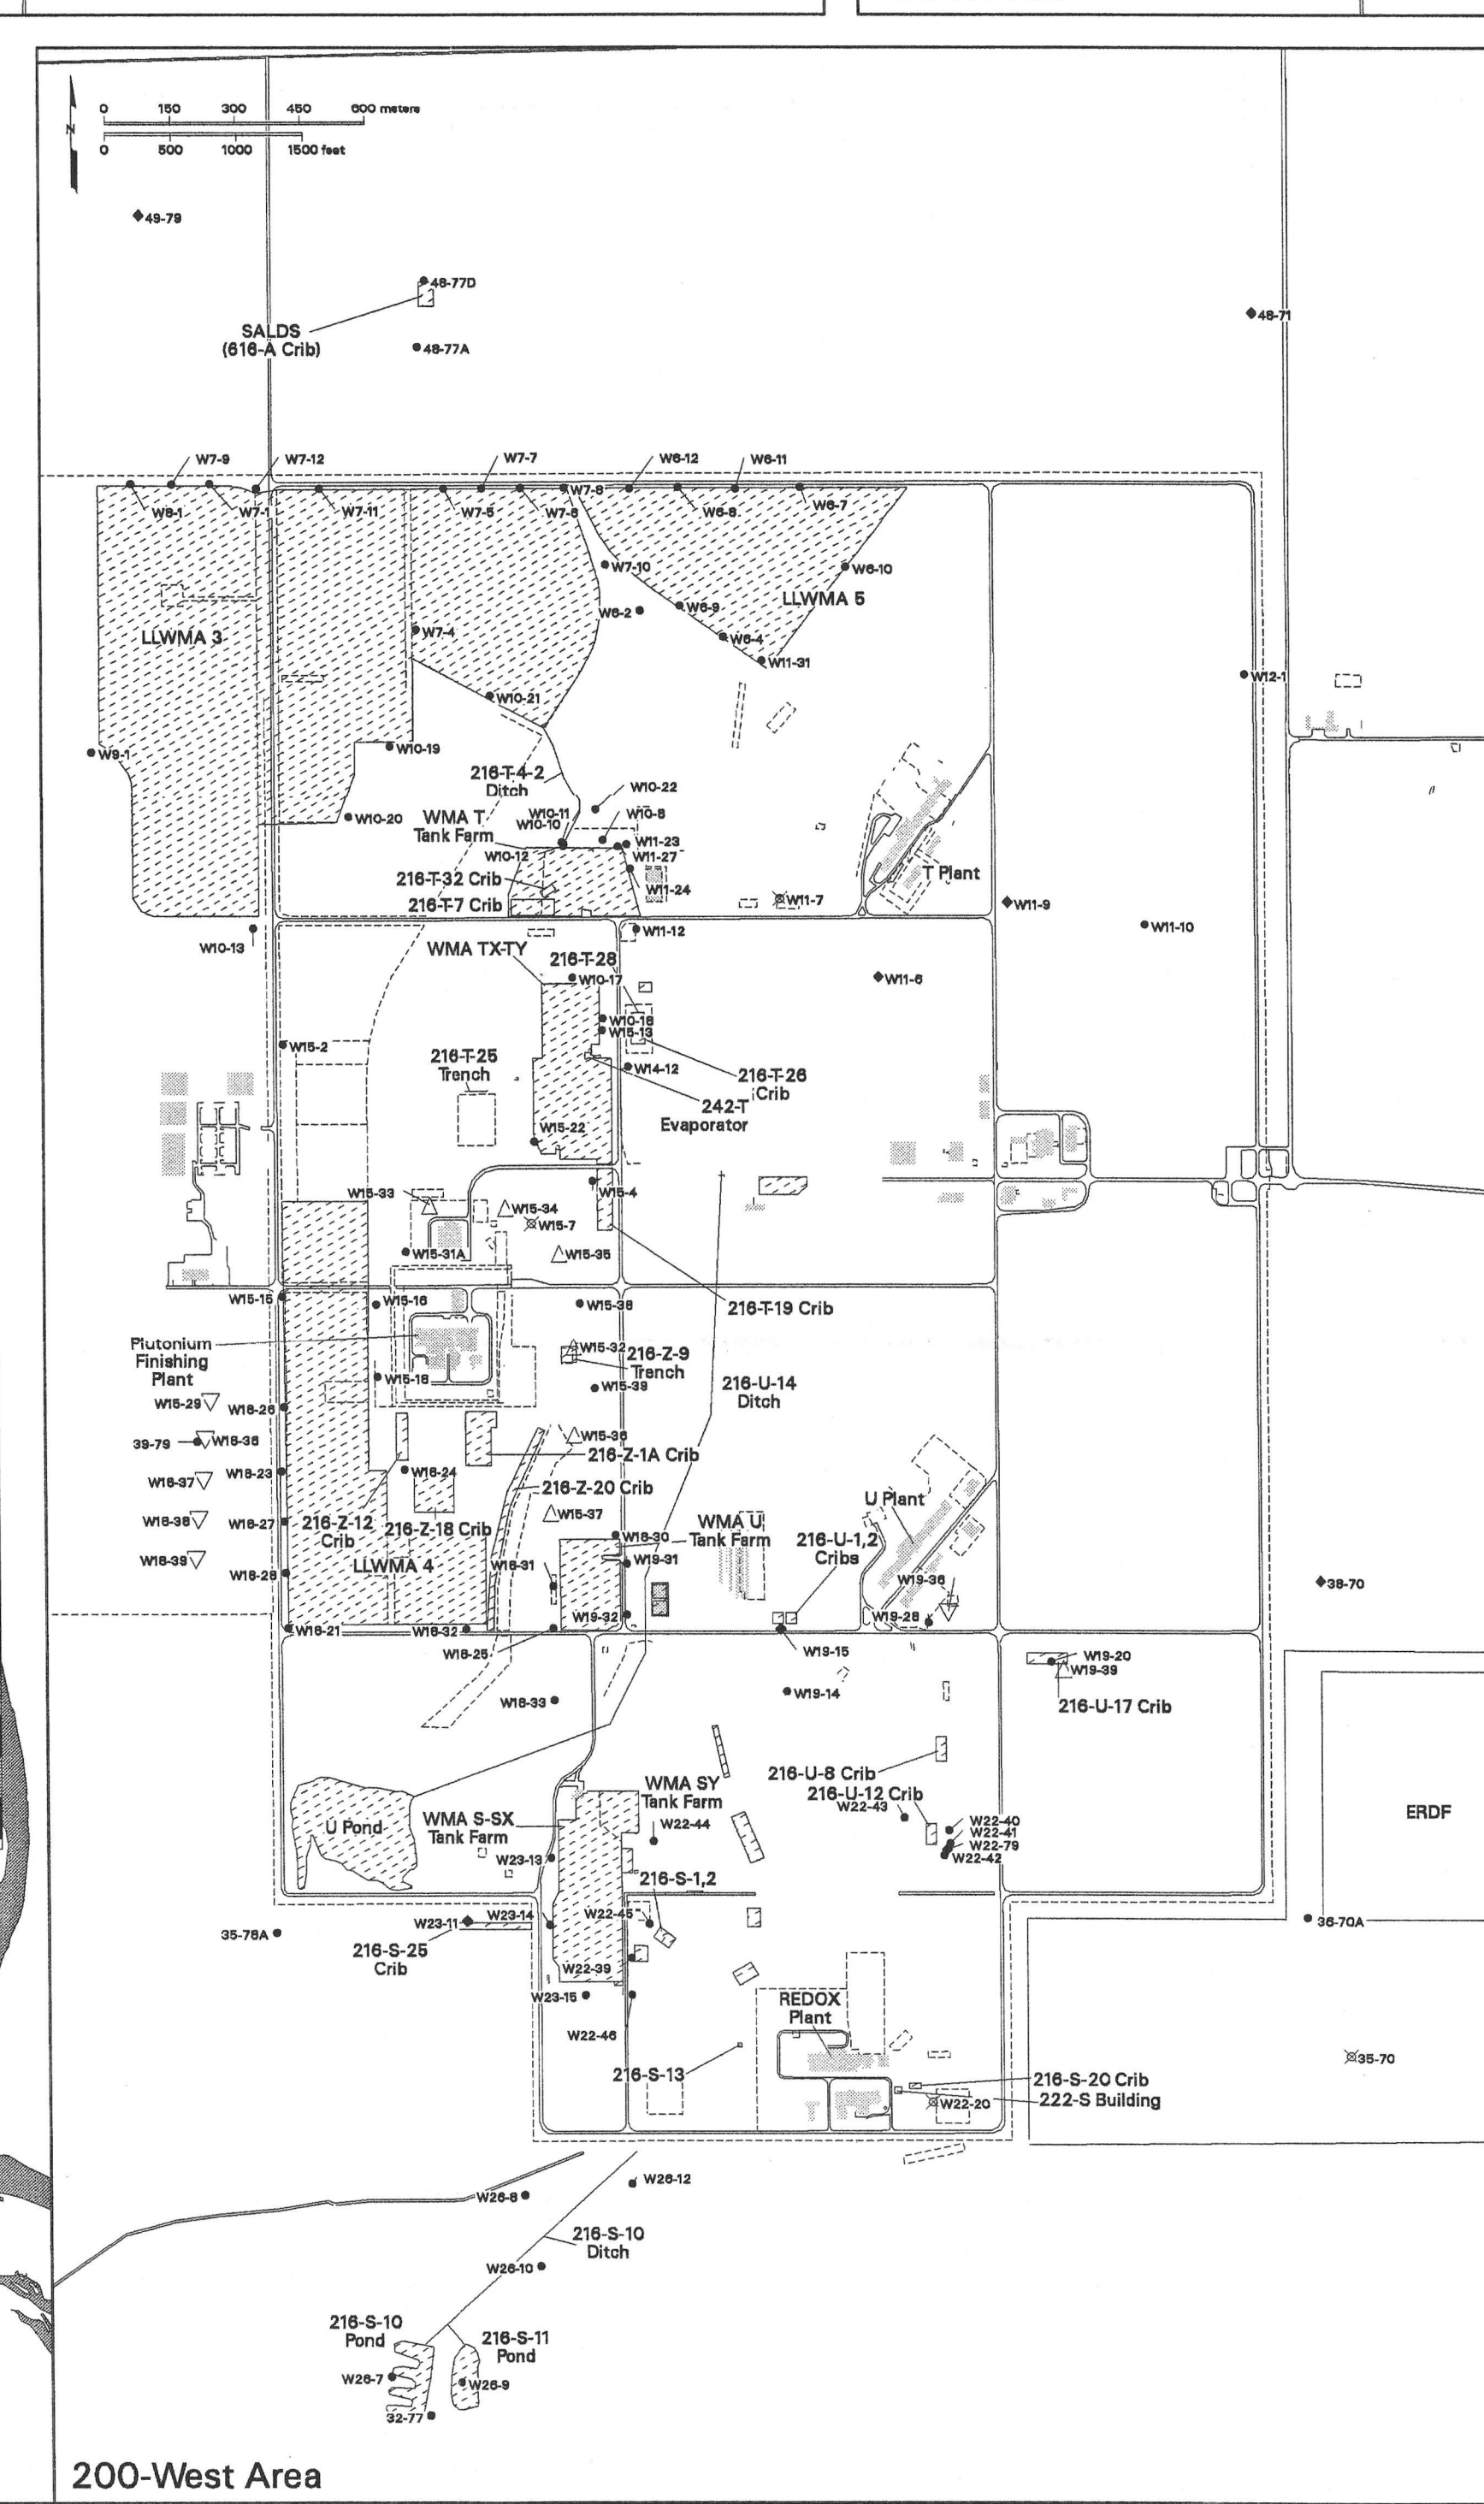 0 150 300 450 600 meters
N
0 500 1000 1500 feet
49-79
48-77D
SALDS
(616-A Crib)
48-77A
48-71
W7-9
W7-12
W7-7
W6-12
W6-11
W7-8
W8-1
W7-1
W7-11
W7-5
W7-6
W6-8
W6-7
W7-10
W6-10
LLWMA 5
W6-2
W6-9
LLWMA 3
W7-4
W6-4
W11-31
W12-1
W10-21
W9-1
W10-19
216-T-4-2
Ditch
W10-22
W10-20
WMA T
Tank Farm
W10-11
W10-10
W10-8
W11-23
W10-12
W11-27
216-T-32 Crib
W11-24
T Plant
216-T-7 Crib
W11-7
W11-9
W11-12
W11-10
W10-13
WMA TX-TY
216-T-28
W10-17
W11-6
W10-18
W15-13
W15-2
216-T-25
Trench
W14-12
216-T-26
Crib
242-T
Evaporator
W15-22
W15-33
W15-4
W15-34
W15-7
W15-31A
W15-35
W15-15
W15-16
W15-38
216-T-19 Crib
Plutonium
Finishing
Plant
W15-32
216-Z-9
Trench
W15-18
W15-39
216-U-14
Ditch
W15-29
W18-26
39-79
W18-36
W15-36
216-Z-1A Crib
W18-23
W18-24
W18-37
216-Z-20 Crib
U Plant
W18-38
W18-27
216-Z-12
Crib
216-Z-18 Crib
W15-37
WMA U
Tank Farm
W18-30
216-U-1,2
Cribs
W18-39
LLWMA 4
W18-31
W19-31
W18-28
W19-36
38-70
W19-32
W19-28
W18-21
W18-32
W18-25
W19-15
W19-20
W19-39
W18-33
W19-14
216-U-17 Crib
216-U-8 Crib
WMA SY
Tank Farm
216-U-12 Crib
W22-43
U Pond
WMA S-SX
Tank Farm
W22-44
W22-40
W22-41
W22-79
W22-42
ERDF
W23-13
216-S-1,2
W23-11
W23-14
W22-45
36-70A
35-78A
216-S-25
Crib
W22-39
W23-15
REDOX
Plant
W22-46
35-70
216-S-13
216-S-20 Crib
W22-20
222-S Building
W26-12
W26-8
216-S-10
Ditch
W26-10
216-S-10
Pond
216-S-11
Pond
W26-7
W26-9
32-77
200-West Area